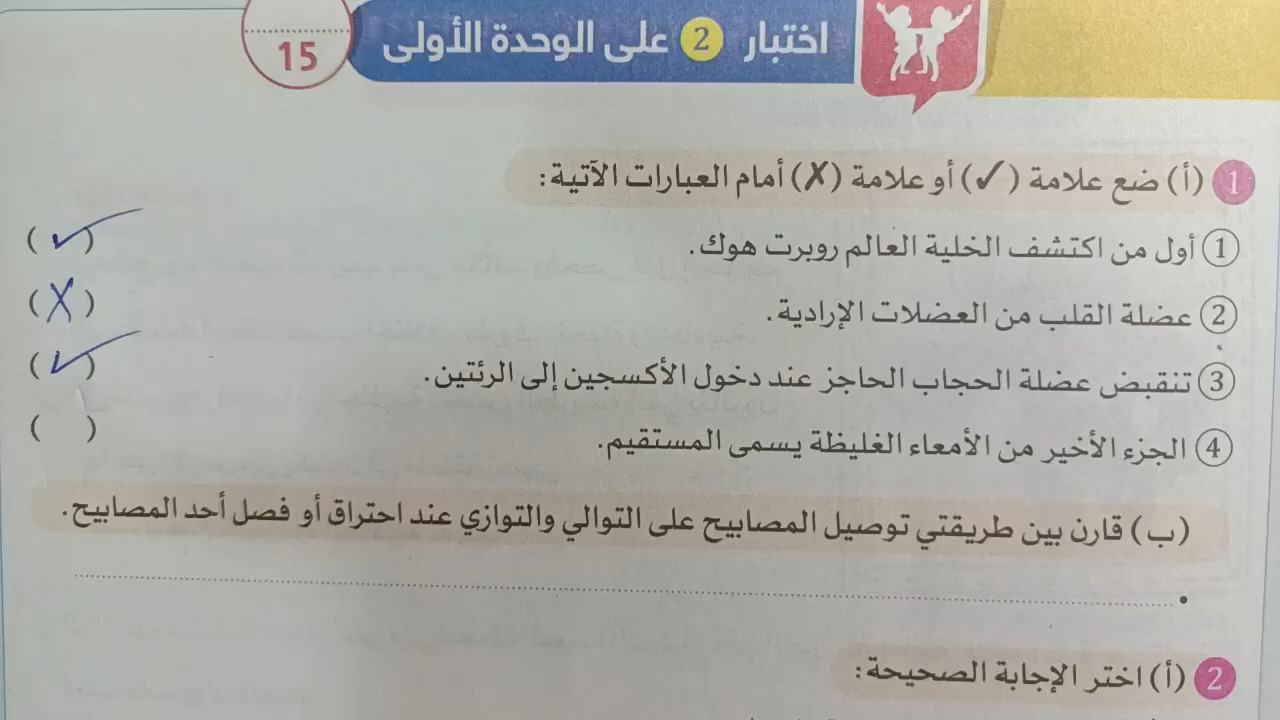 اختبار 2 على الوحدة الأولى
15
1 (أ) ضع علامة (✓) أو علامة (✗) أمام العبارات الآتية:
1 أول من اكتشف الخلية العالم روبرت هوك. (✓)
2 عضلة القلب من العضلات الإرادية. (X)
3 تنقبض عضلة الحجاب الحاجز عند دخول الأكسجين إلى الرئتين. (✓)
4 الجزء الأخير من الأمعاء الغليظة يسمى المستقيم. ( )
(ب) قارن بين طريقتي توصيل المصابيح على التوالي والتوازي عند احتراق أو فصل أحد المصابيح.
2 (أ) اختر الإجابة الصحيحة: